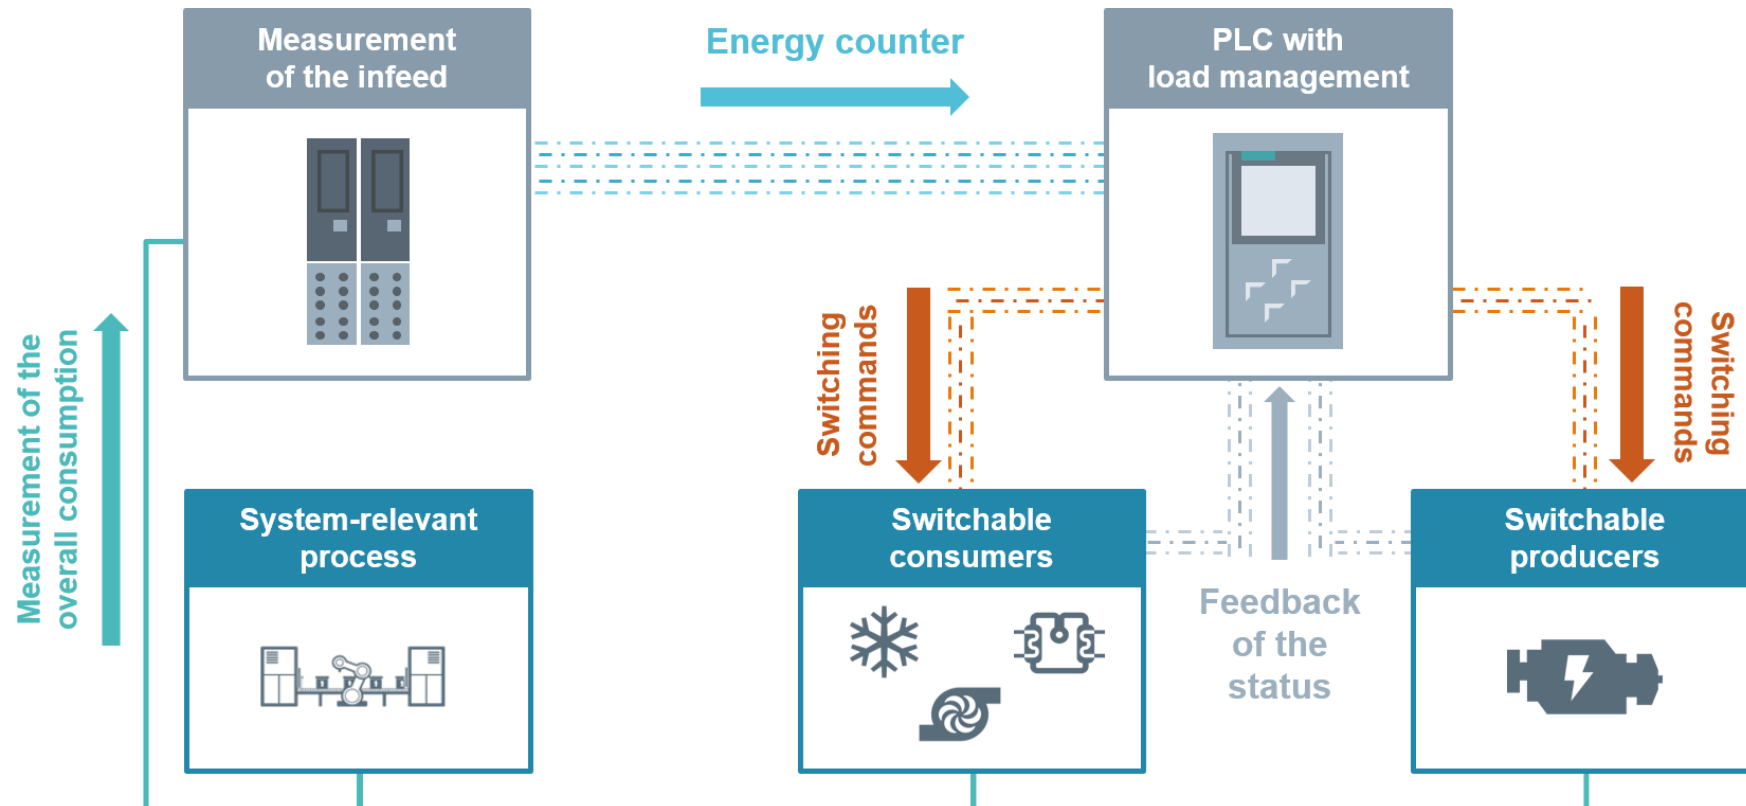 Measurement
of the infeed
Energy counter
PLC with
load management
Measurement of the
overall consumption
Switching
commands
Switching
commands
System-relevant
process
Switchable
consumers
Feedback
of the
status
Switchable
producers